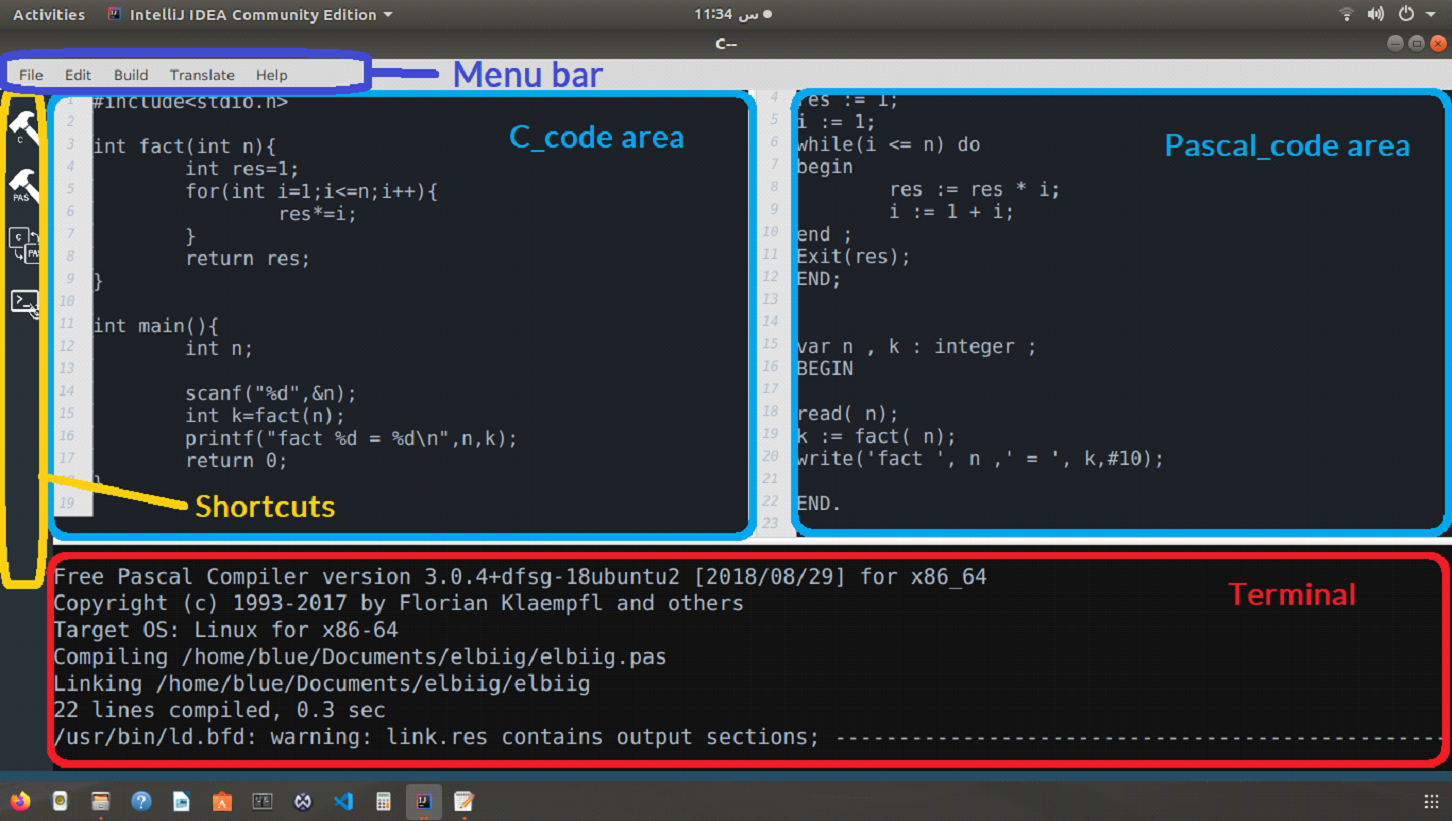 Activities IntelliJ IDEA Community Edition
11:34 س
C--
File Edit Build Translate Help
Menu bar
C
PAS
C
PAS
>_
C_code area
1 #include<stdio.h>
2
3 int fact(int n){
4 int res=1;
5 for(int i=1;i<=n;i++){
6 res*=i;
7 }
8 return res;
9 }
10
11 int main(){
12 int n;
13
14 scanf("%d",&n);
15 int k=fact(n);
16 printf("fact %d = %d\n",n,k);
17 return 0;
18 }
19
Shortcuts
Pascal_code area
4 res := 1;
5 i := 1;
6 while(i <= n) do
7 begin
8 res := res * i;
9 i := 1 + i;
10 end ;
11 Exit(res);
12 END;
13
14
15 var n , k : integer ;
16 BEGIN
17
18 read( n);
19 k := fact( n);
20 write('fact ', n ,' = ', k,#10);
21
22 END.
23
Terminal
Free Pascal Compiler version 3.0.4+dfsg-18ubuntu2 [2018/08/29] for x86_64
Copyright (c) 1993-2017 by Florian Klaempfl and others
Target OS: Linux for x86-64
Compiling /home/blue/Documents/elbiig/elbiig.pas
Linking /home/blue/Documents/elbiig/elbiig
22 lines compiled, 0.3 sec
/usr/bin/ld.bfd: warning: link.res contains output sections; -----------------------------------------------